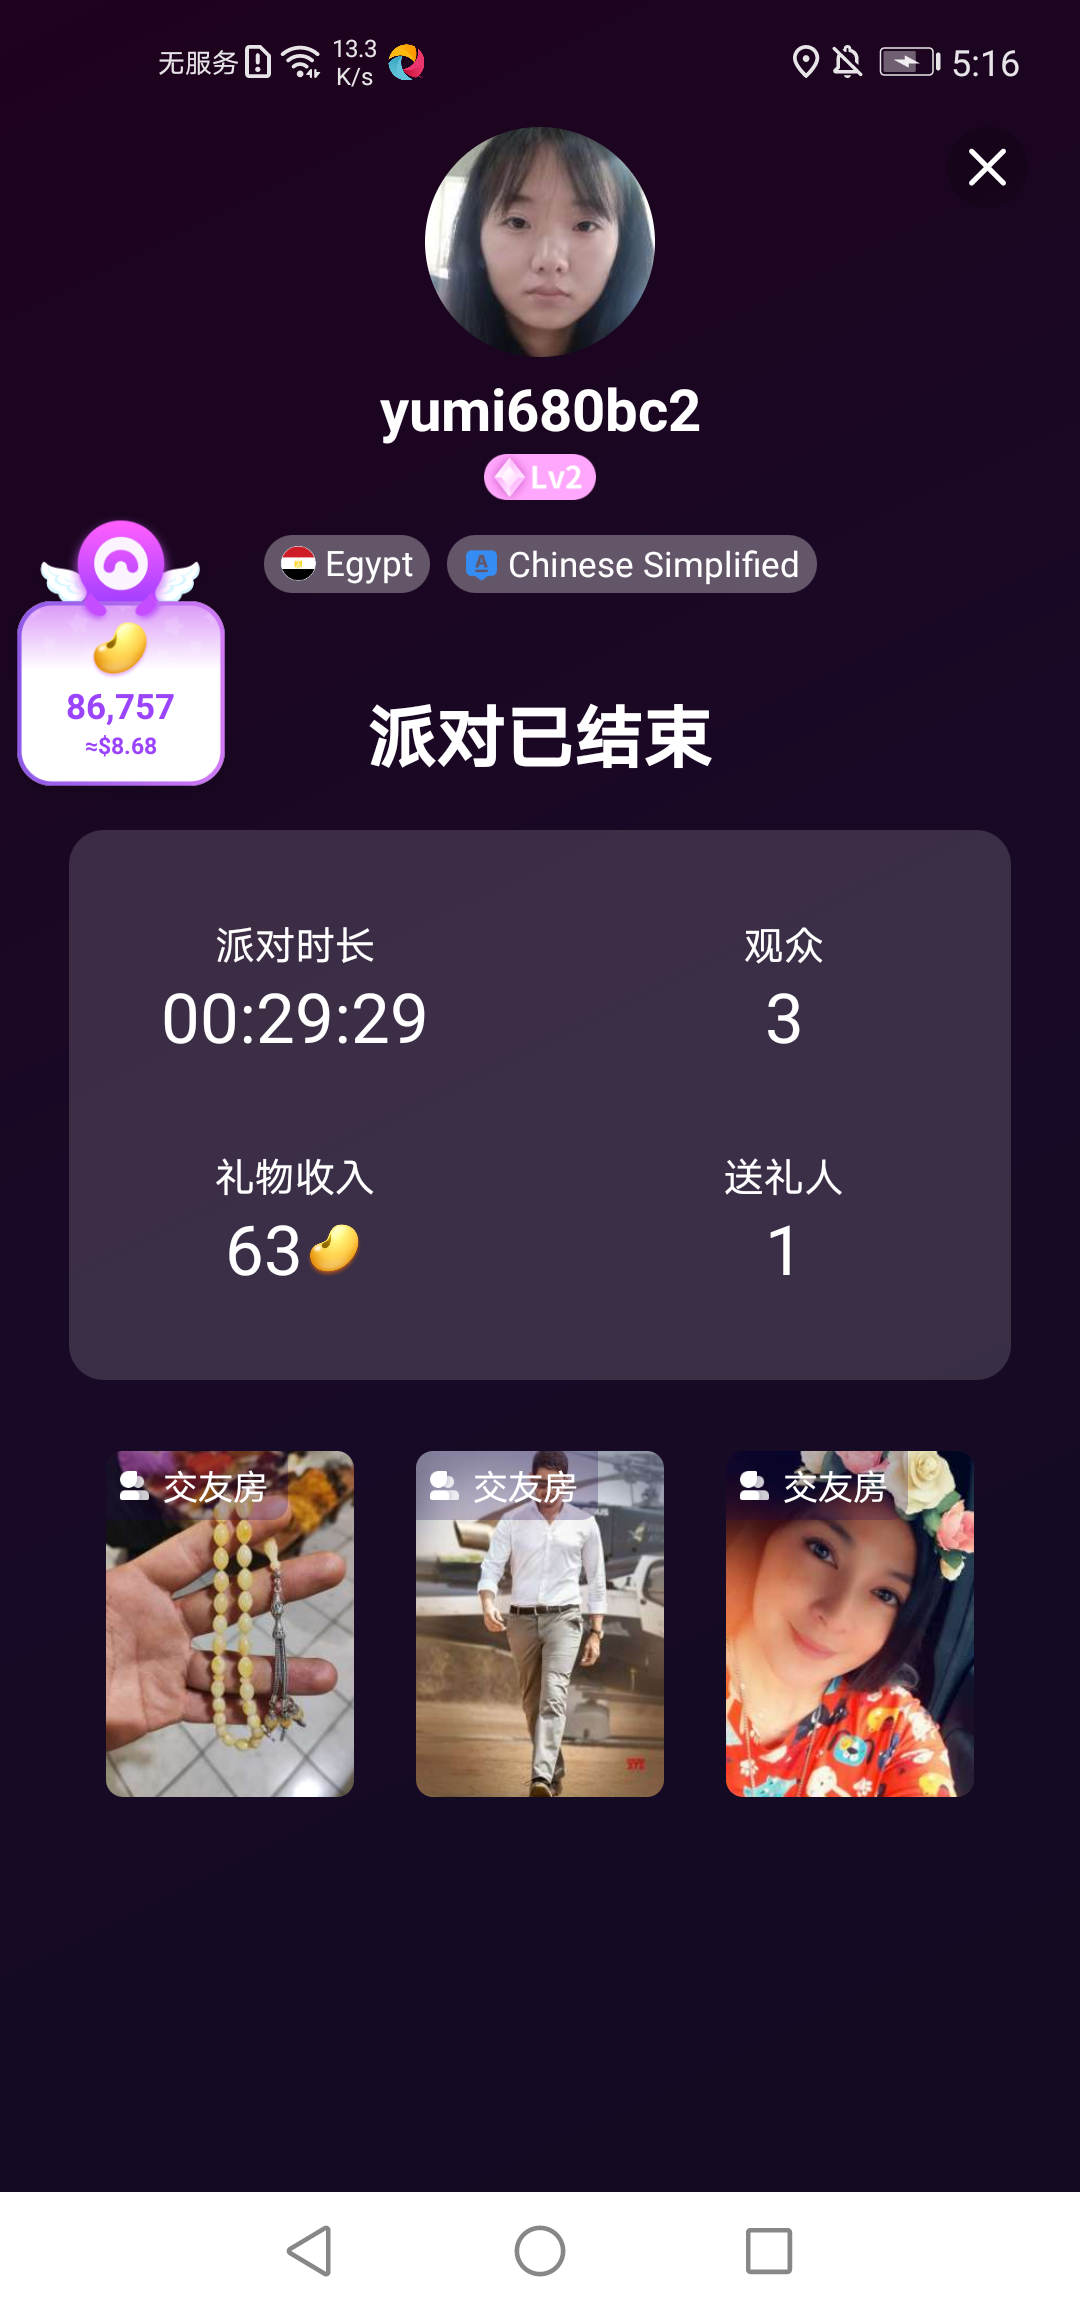 无服务 13.3 K/s 5:16
yumi680bc2
Lv2
Egypt Chinese Simplified
86,757
≈$8.68
派对已结束
派对时长 观众
00:29:29 3
礼物收入 送礼人
63 1
交友房 交友房 交友房